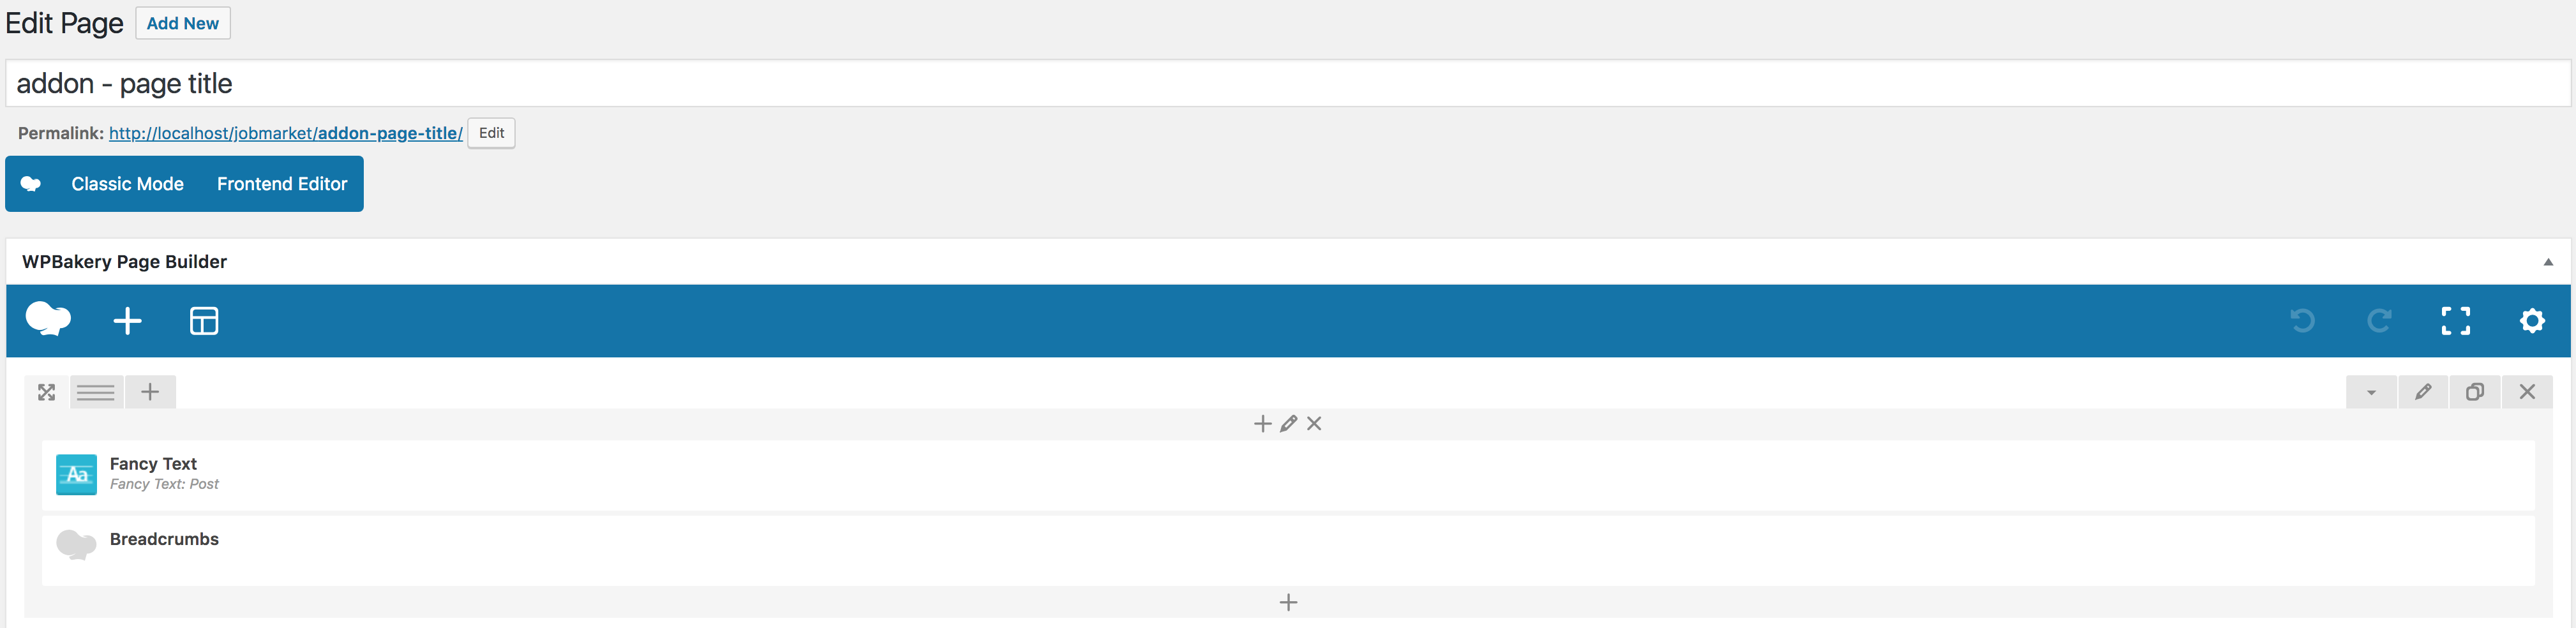 Edit Page Add New
addon - page title
Permalink: http://localhost/jobmarket/addon-page-title/ Edit
Classic Mode Frontend Editor
WPBakery Page Builder
Aa
Fancy Text
Fancy Text: Post
Breadcrumbs